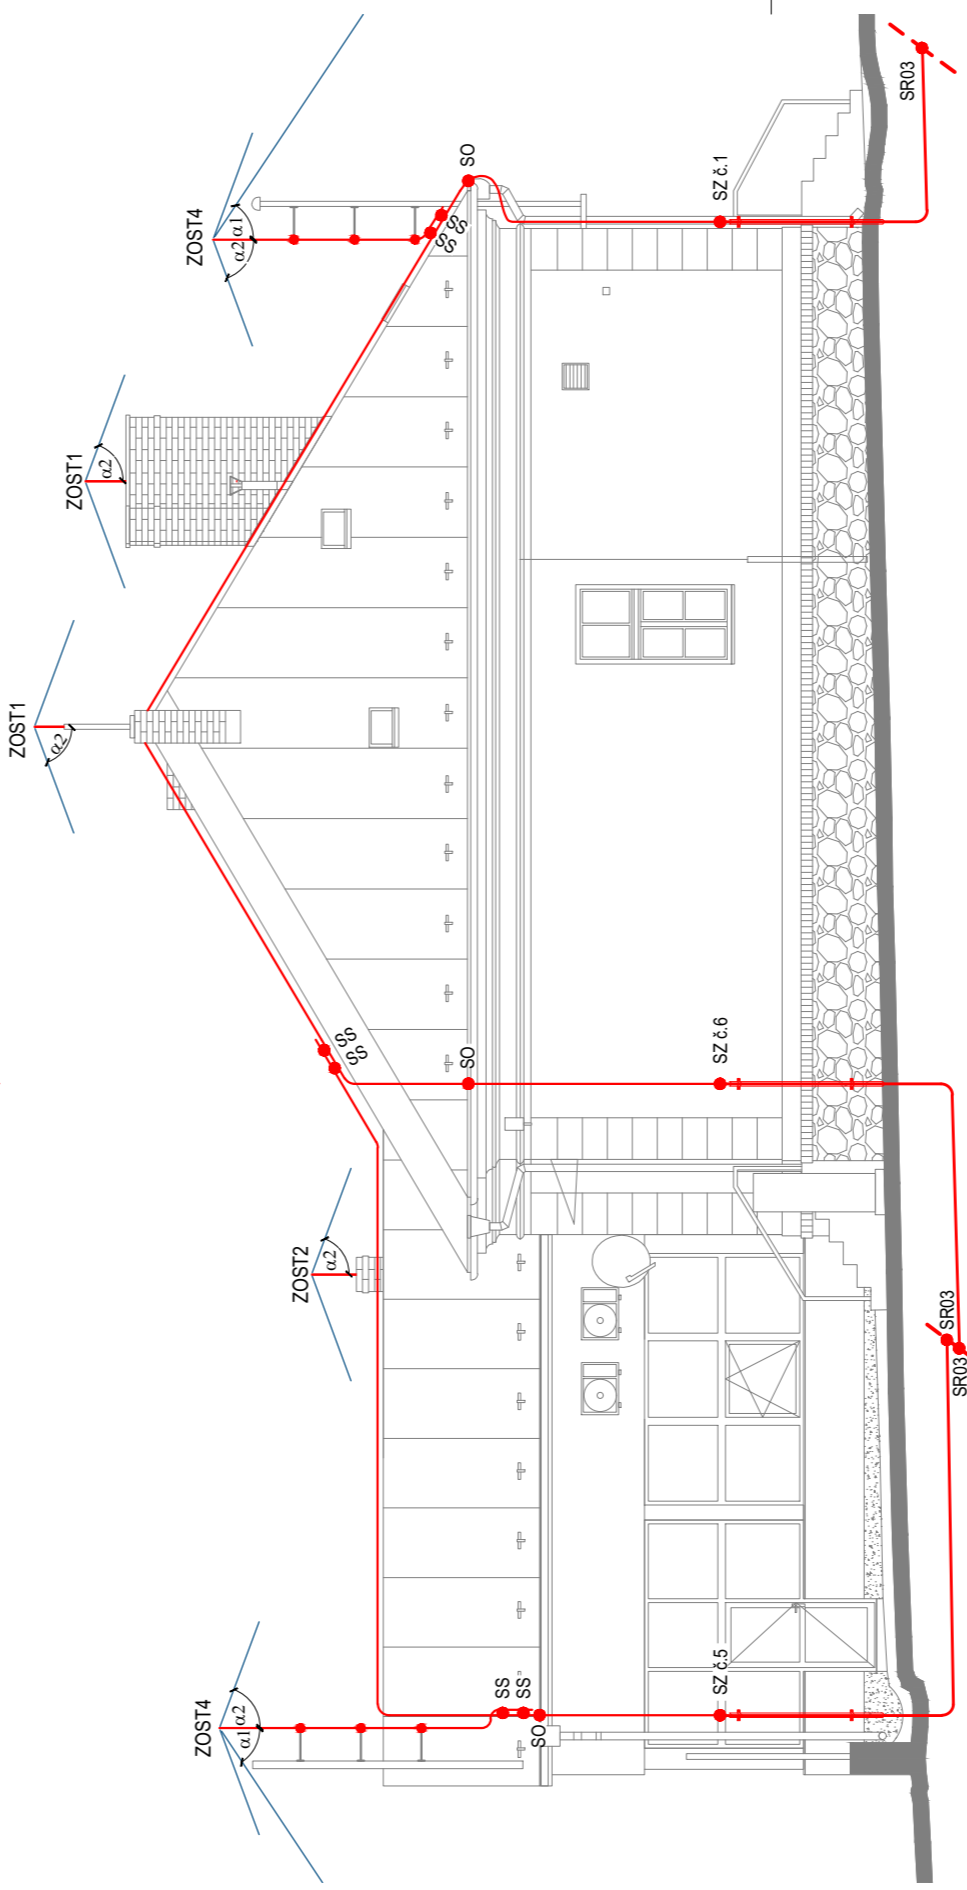 ZOST4
α1
α2
ZOST1
α2
ZOST1
α2
ZOST2
α2
ZOST4
α2
α1
SS
SS
SO
SS
SS
SO
SS
SS
SO
SZ č.5
SZ č.6
SZ č.1
SR03
SR03
SR03